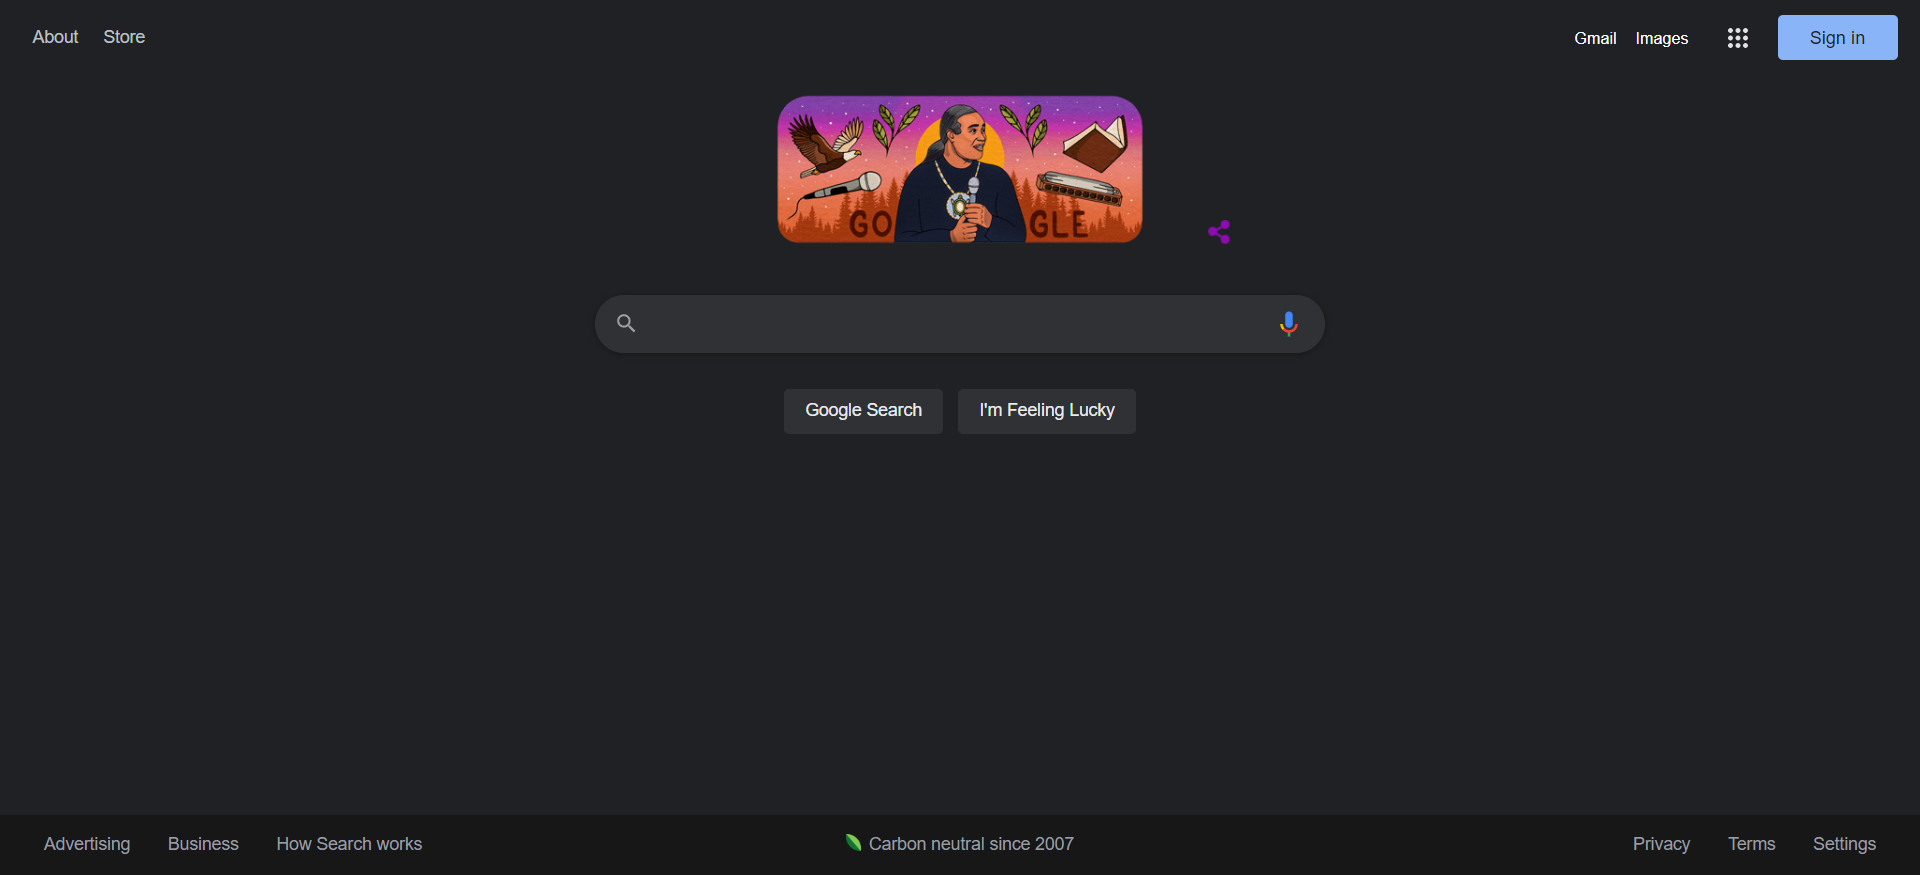 About Store
Gmail Images Sign in
GO GLE
Google Search I'm Feeling Lucky
Advertising Business How Search works Carbon neutral since 2007 Privacy Terms Settings